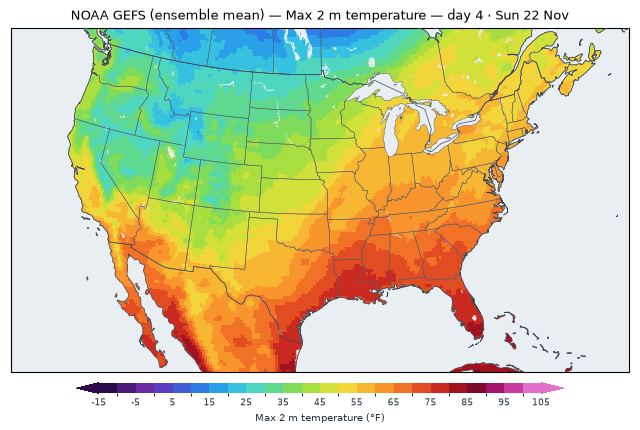 NOAA GEFS (ensemble mean) — Max 2 m temperature — day 4 · Sun 22 Nov
-15 -5 5 15 25 35 45 55 65 75 85 95 105
Max 2 m temperature (°F)